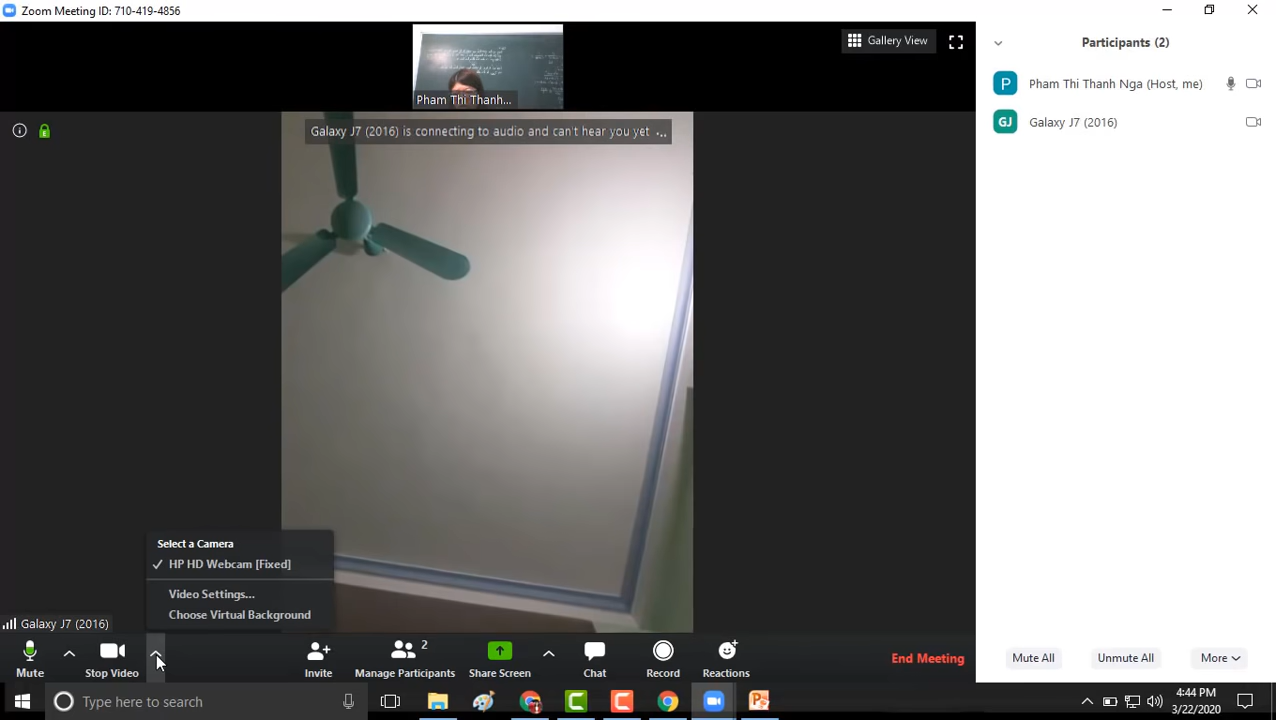 Zoom Meeting ID: 710-419-4856
Pham Thi Thanh...
Gallery View
Participants (2)
P
Pham Thi Thanh Nga (Host, me)
GJ
Galaxy J7 (2016)
Galaxy J7 (2016) is connecting to audio and can't hear you yet ...
Select a Camera
HP HD Webcam [Fixed]
Video Settings...
Choose Virtual Background
Galaxy J7 (2016)
Mute
Stop Video
Invite
2
Manage Participants
Share Screen
Chat
Record
Reactions
End Meeting
Mute All
Unmute All
More
Type here to search
4:44 PM
3/22/2020